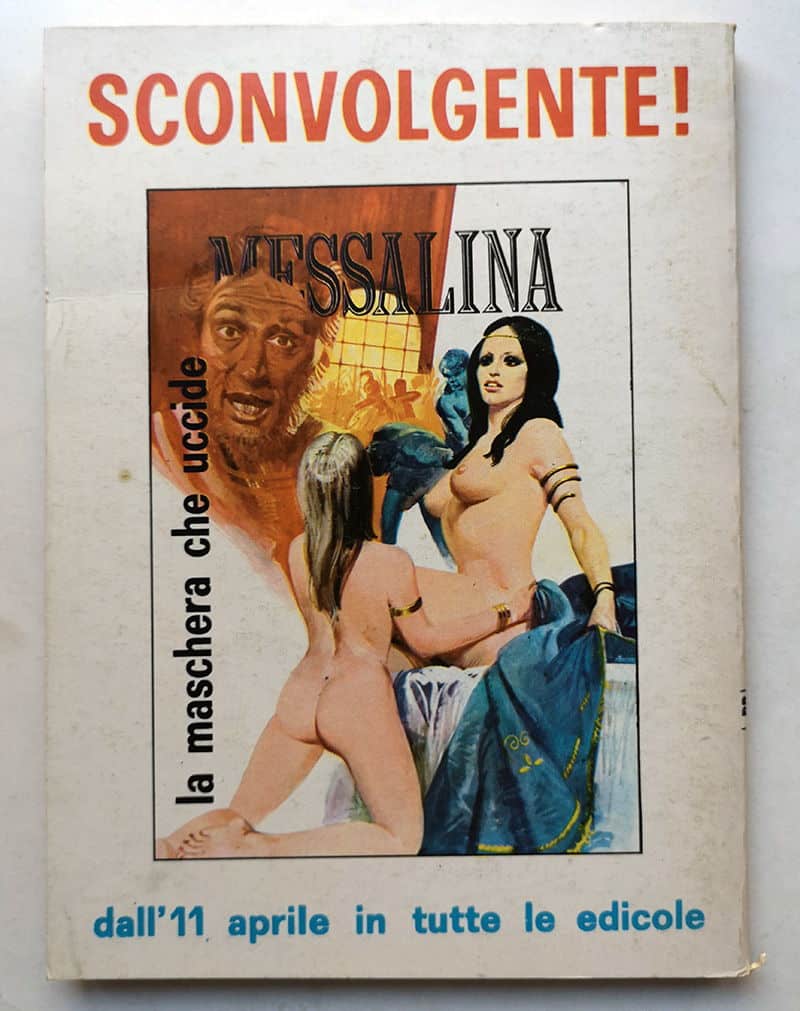 SCONVOLGENTE!
MESSALINA
la maschera che uccide
dall'11 aprile in tutte le edicole